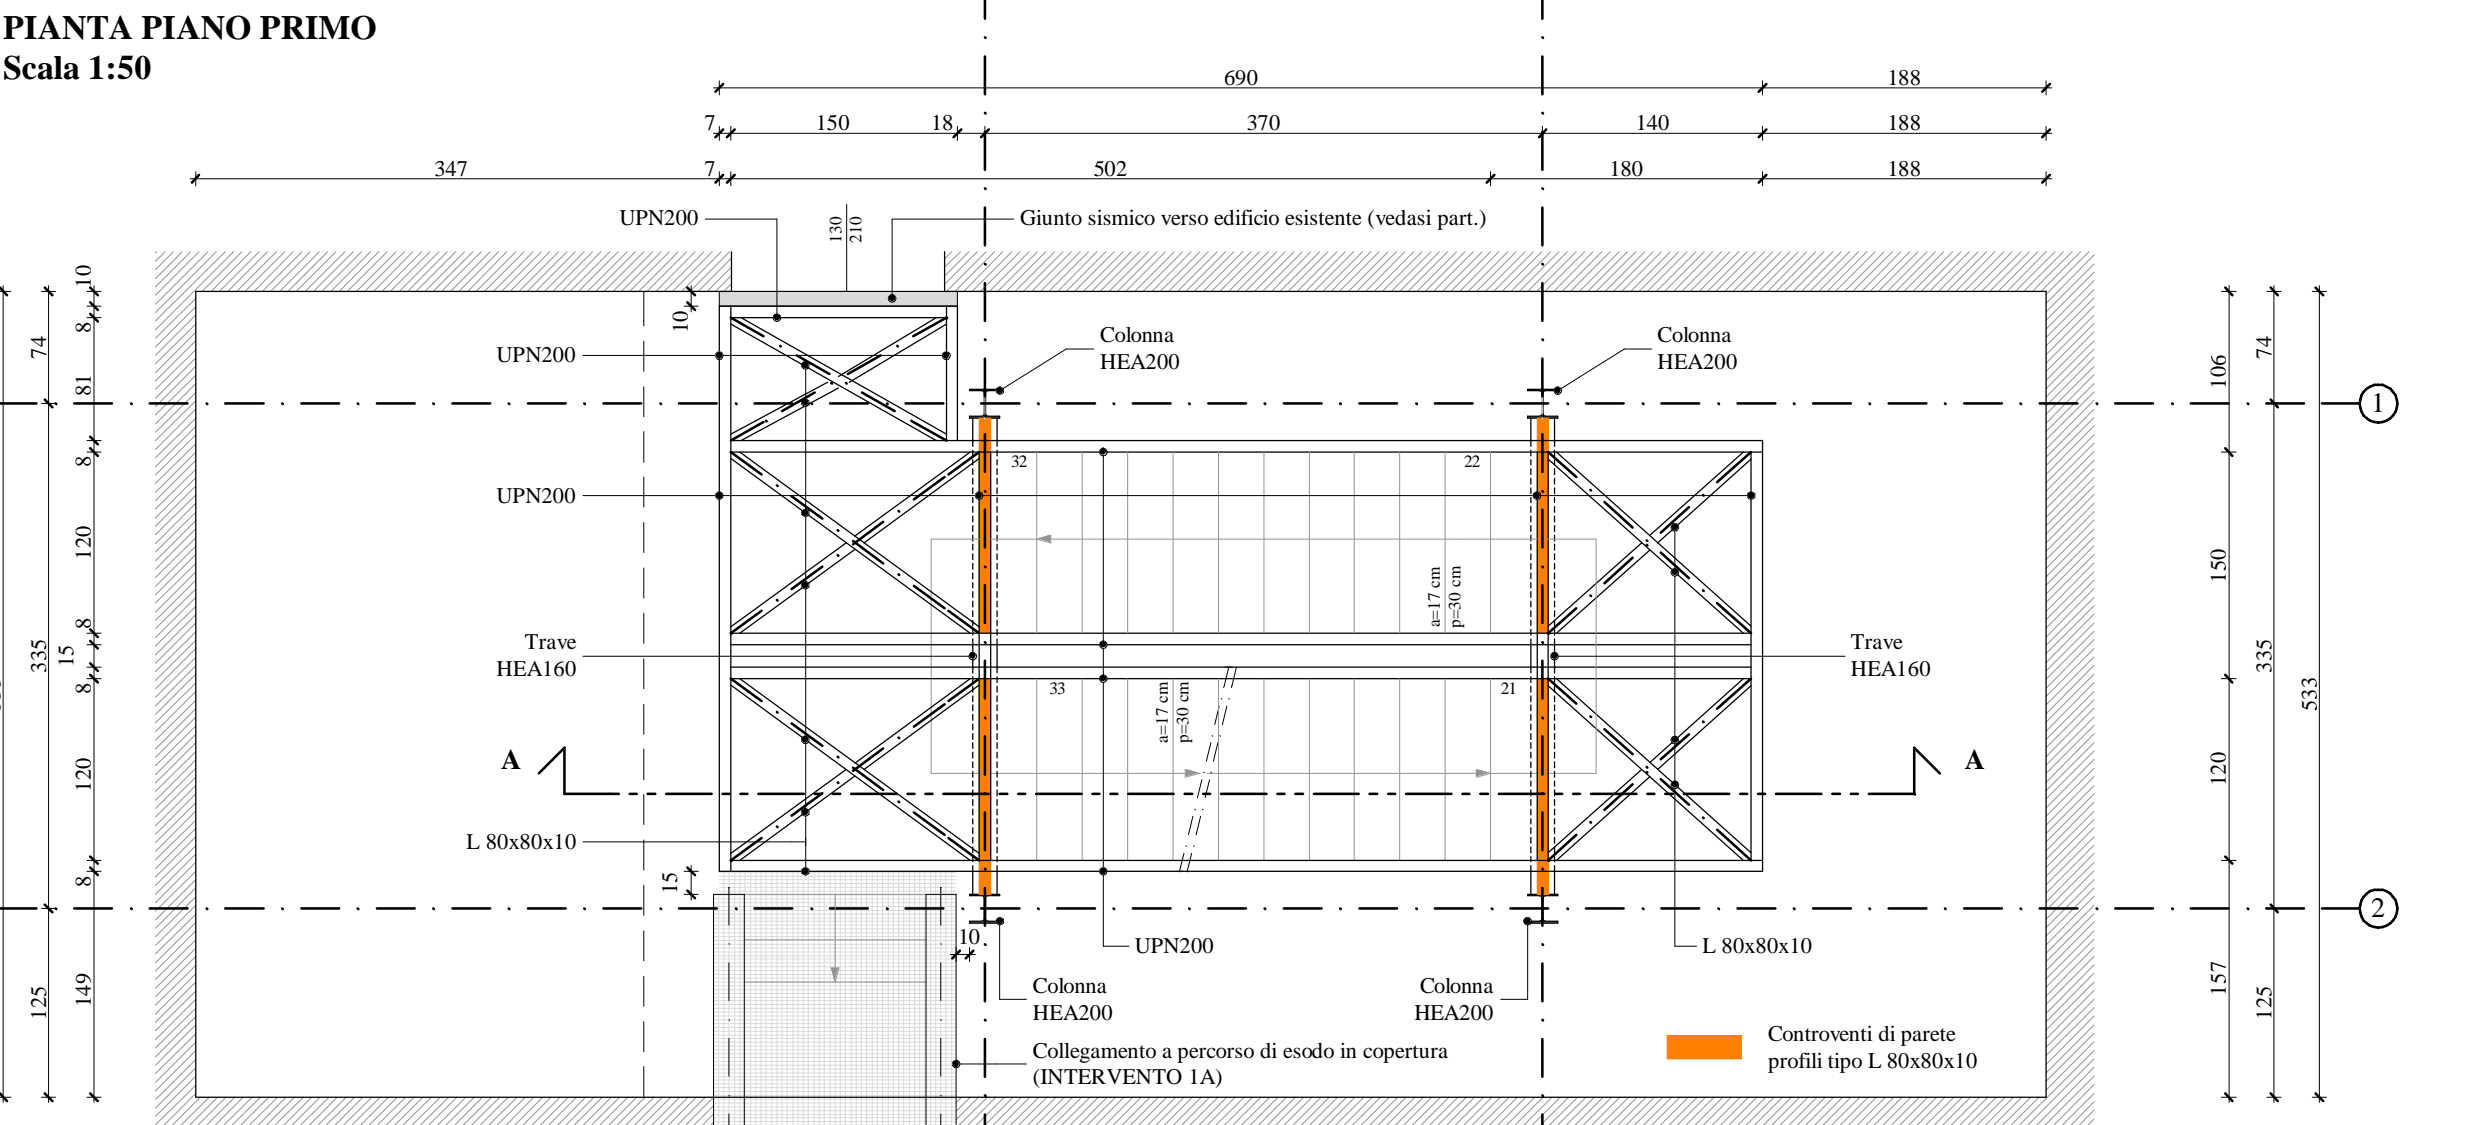 PIANTA PIANO PRIMO
Scala 1:50
690
188
7
150
18
370
140
188
347
7
502
180
188
UPN200
130
210
Giunto sismico verso edificio esistente (vedasi part.)
10
8
81
8
120
8
15
8
120
8
149
74
335
125
10
UPN200
Colonna
HEA200
Colonna
HEA200
1
32
22
UPN200
a=17 cm
p=30 cm
Trave
HEA160
Trave
HEA160
33
21
a=17 cm
p=30 cm
A
A
L 80x80x10
15
2
10
UPN200
L 80x80x10
Colonna
HEA200
Colonna
HEA200
Collegamento a percorso di esodo in copertura
(INTERVENTO 1A)
Controventi di parete
profili tipo L 80x80x10
106
150
120
157
74
335
125
533